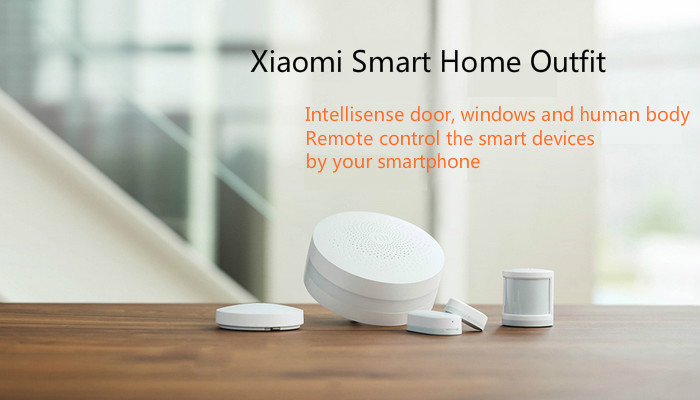 Xiaomi Smart Home Outfit
Intellisense door, windows and human body
Remote control the smart devices
by your smartphone